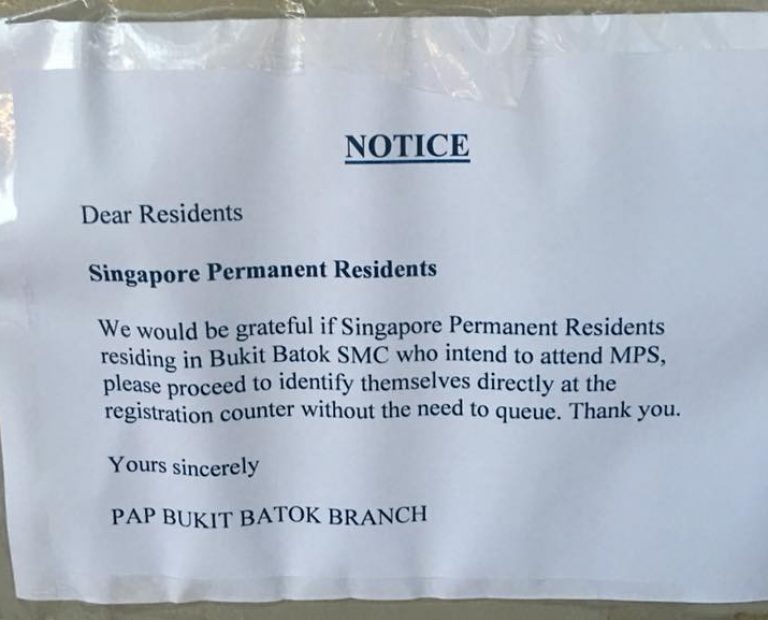 NOTICE
Dear Residents
Singapore Permanent Residents
We would be grateful if Singapore Permanent Residents
residing in Bukit Batok SMC who intend to attend MPS,
please proceed to identify themselves directly at the
registration counter without the need to queue. Thank you.
Yours sincerely
PAP BUKIT BATOK BRANCH